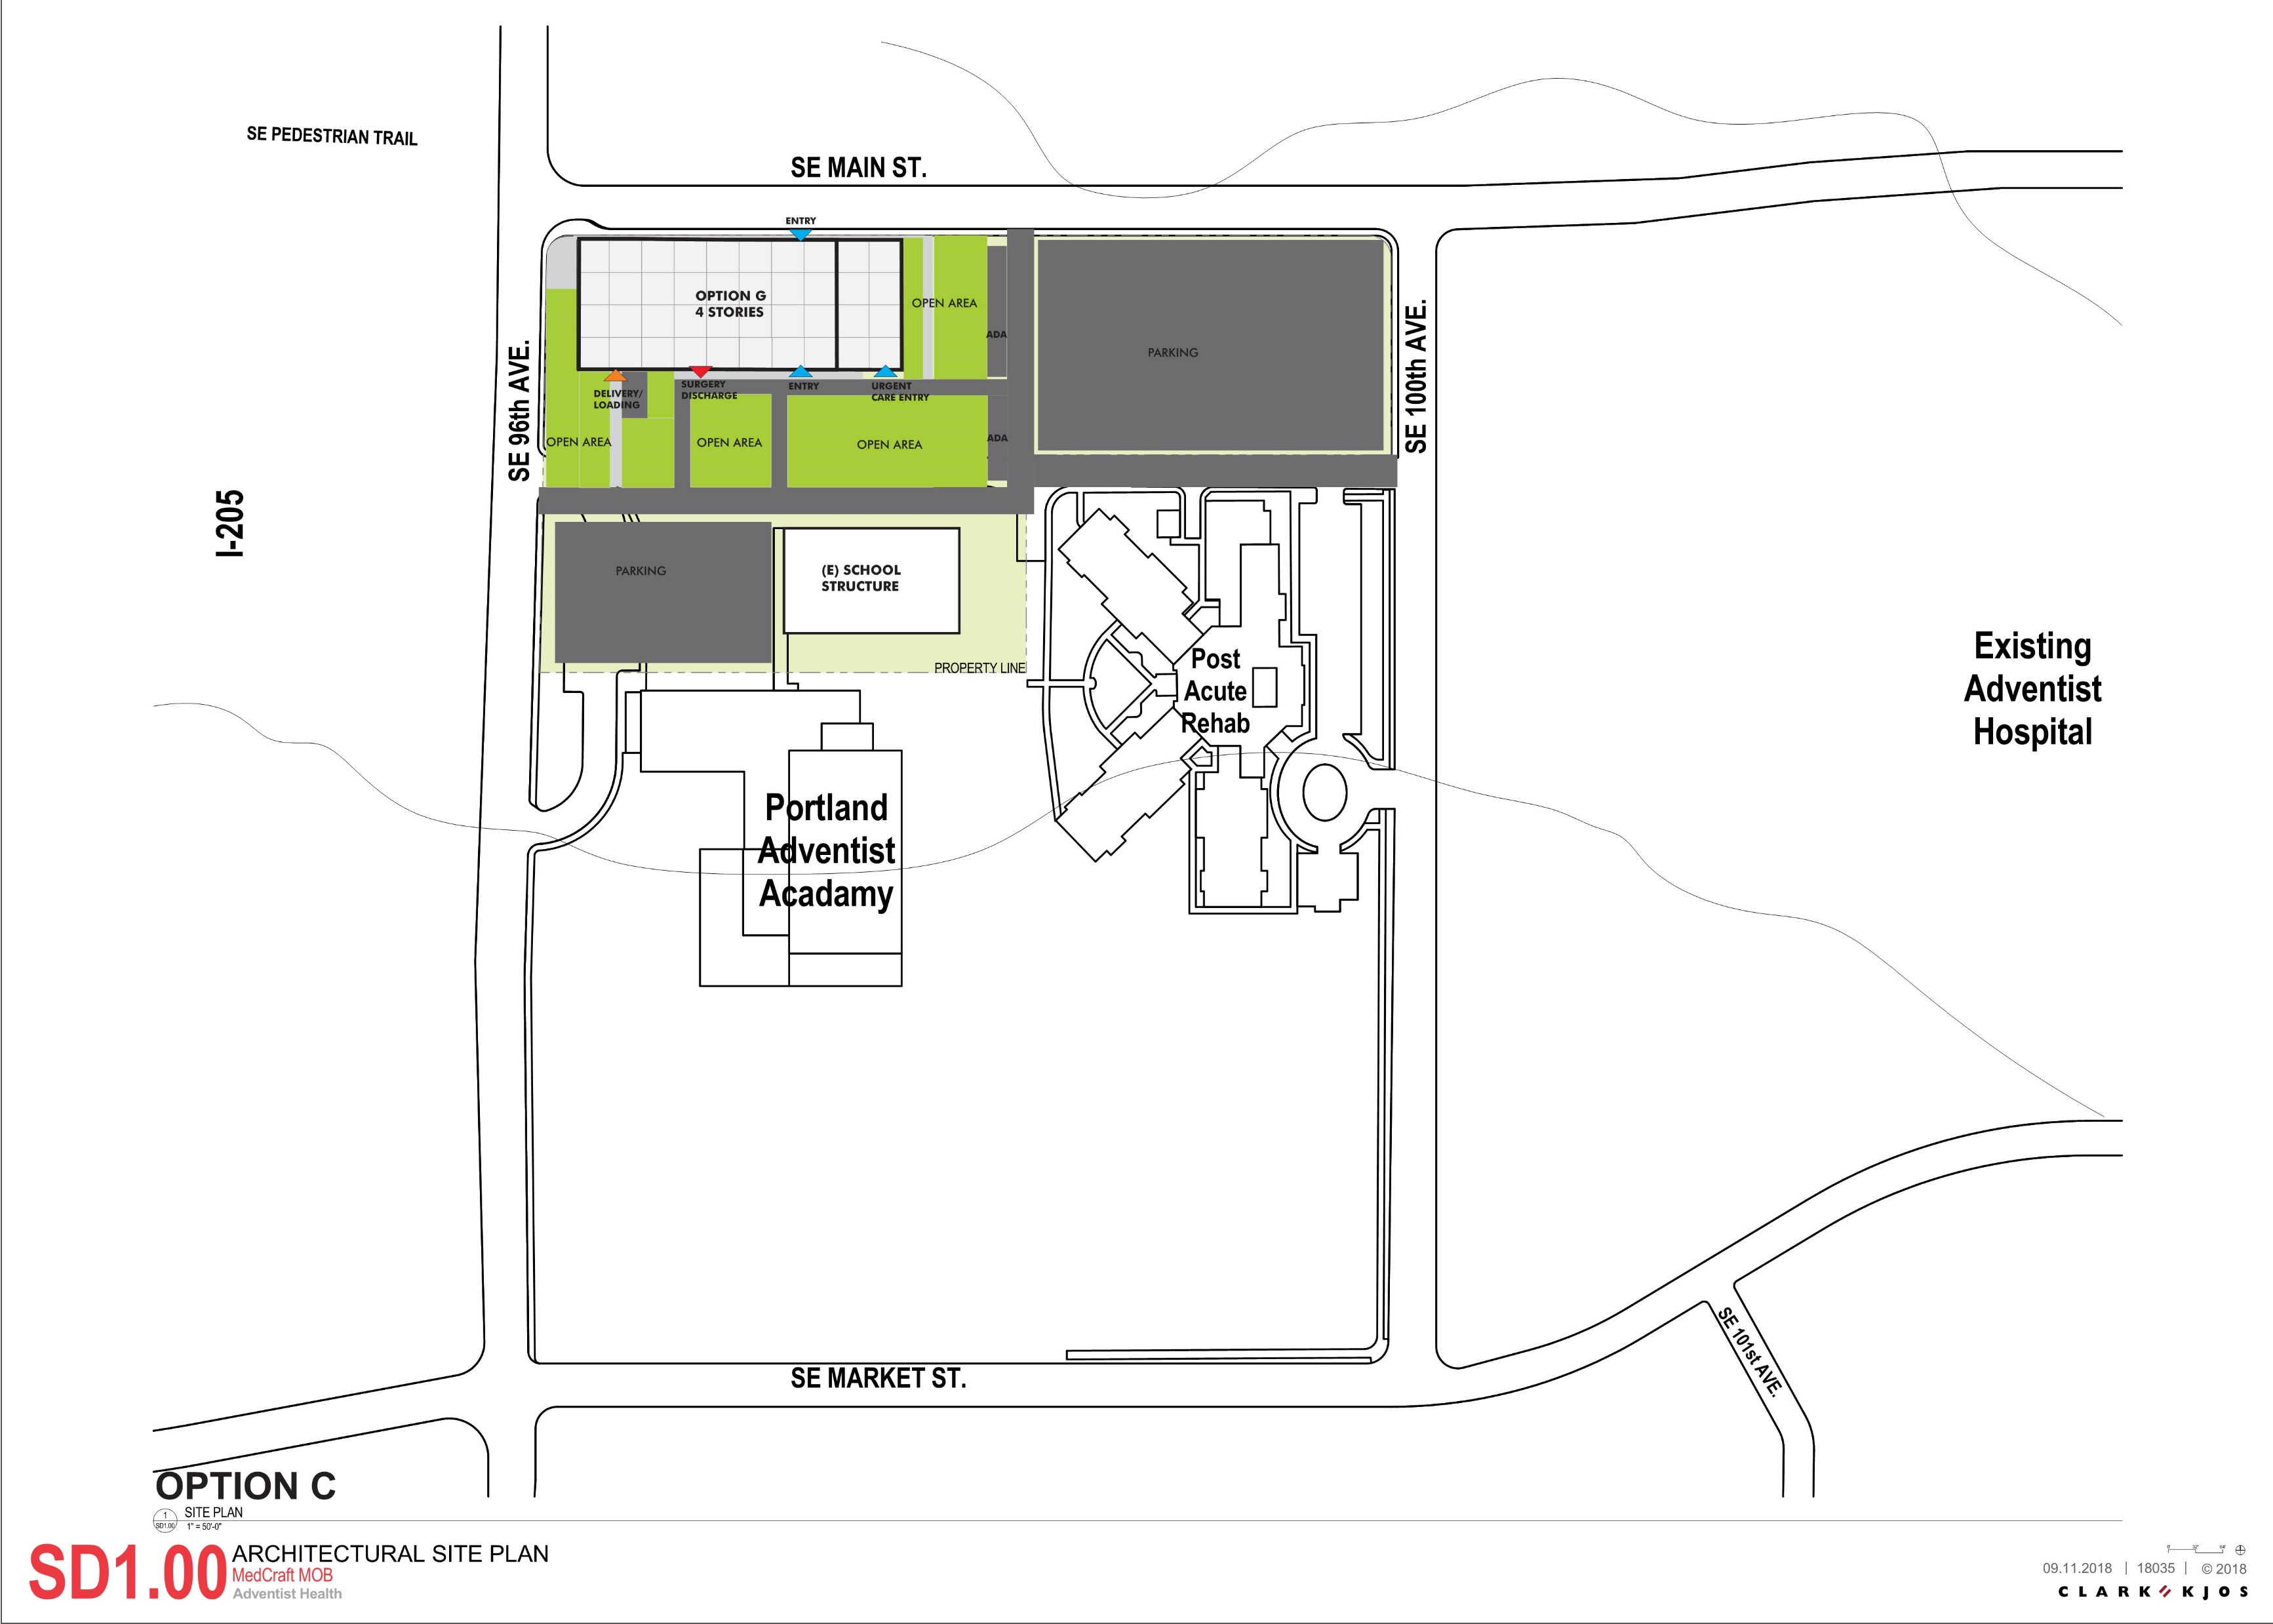 SE PEDESTRIAN TRAIL
SE MAIN ST.
ENTRY
OPTION G
4 STORIES
OPEN AREA
ADA
PARKING
SE 96th AVE.
SE 100th AVE.
DELIVERY/
LOADING
SURGERY
DISCHARGE
ENTRY
URGENT
CARE ENTRY
OPEN AREA
OPEN AREA
OPEN AREA
ADA
I-205
PARKING
(E) SCHOOL
STRUCTURE
PROPERTY LINE
Post
Acute
Rehab
Existing
Adventist
Hospital
Portland
Adventist
Acadamy
SE 101st AVE.
SE MARKET ST.
OPTION C
1
SD1.00
SITE PLAN
1" = 50'-0"
SD1.00
ARCHITECTURAL SITE PLAN
MedCraft MOB
Adventist Health
09.11.2018 | 18035 | © 2018
CLARK KJOS